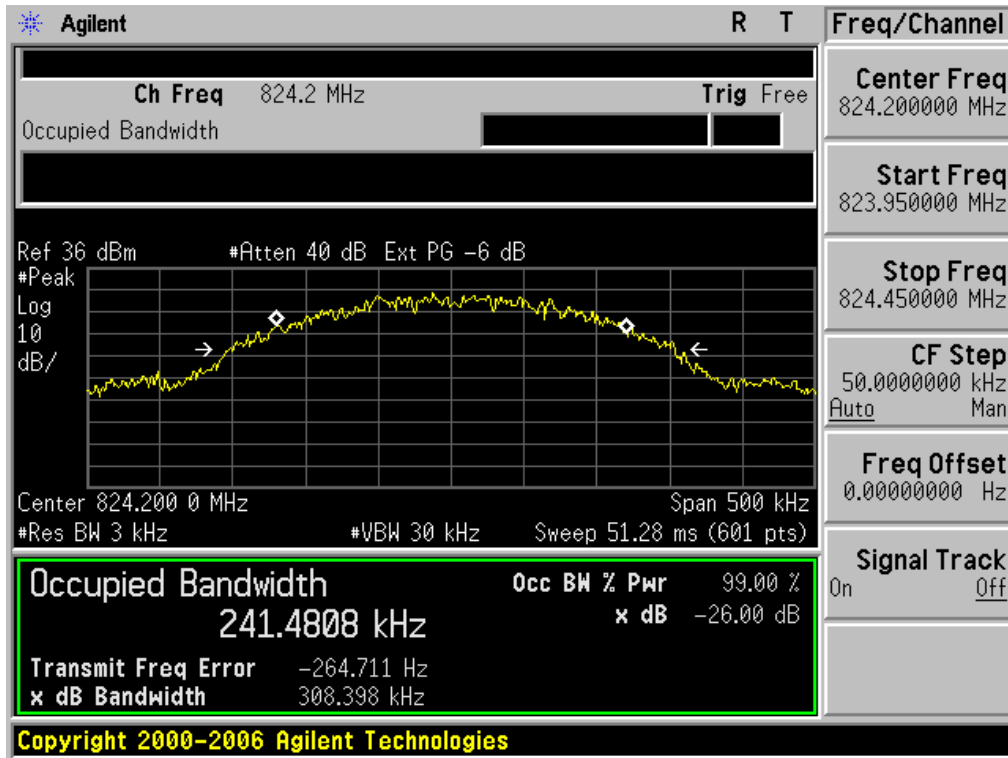 Agilent R T
Ch Freq 824.2 MHz Trig Free
Occupied Bandwidth
Ref 36 dBm #Atten 40 dB Ext PG -6 dB
#Peak
Log
10
dB/
Center 824.200 0 MHz Span 500 kHz
#Res BW 3 kHz #VBW 30 kHz Sweep 51.28 ms (601 pts)
Occupied Bandwidth
241.4808 kHz
Occ BW % Pwr 99.00 %
x dB -26.00 dB
Transmit Freq Error -264.711 Hz
x dB Bandwidth 308.398 kHz
Copyright 2000-2006 Agilent Technologies
Freq/Channel
Center Freq
824.200000 MHz
Start Freq
823.950000 MHz
Stop Freq
824.450000 MHz
CF Step
50.0000000 kHz
Auto Man
Freq Offset
0.00000000 Hz
Signal Track
On Off